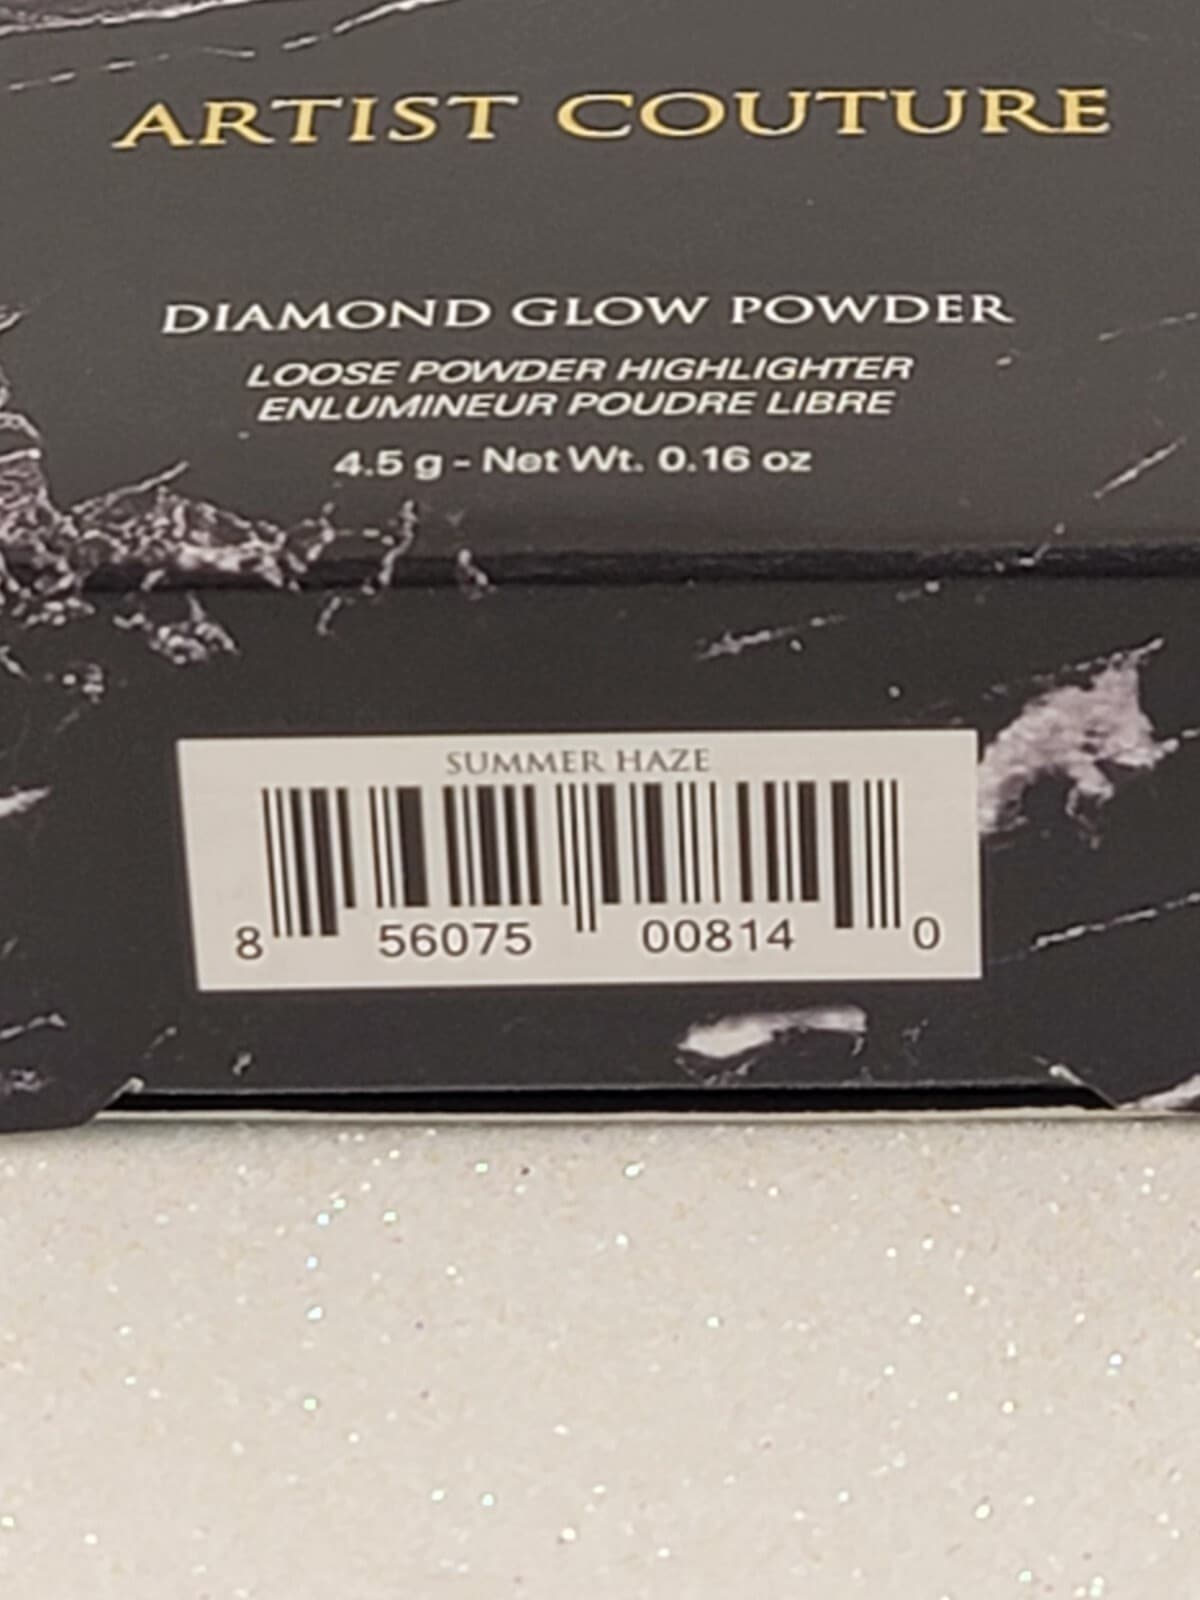 ARTIST COUTURE
DIAMOND GLOW POWDER
LOOSE POWDER HIGHLIGHTER
ENLUMINEUR POUDRE LIBRE
4.5 g - Net Wt. 0.16 oz
SUMMER HAZE
8 56075 00814 0